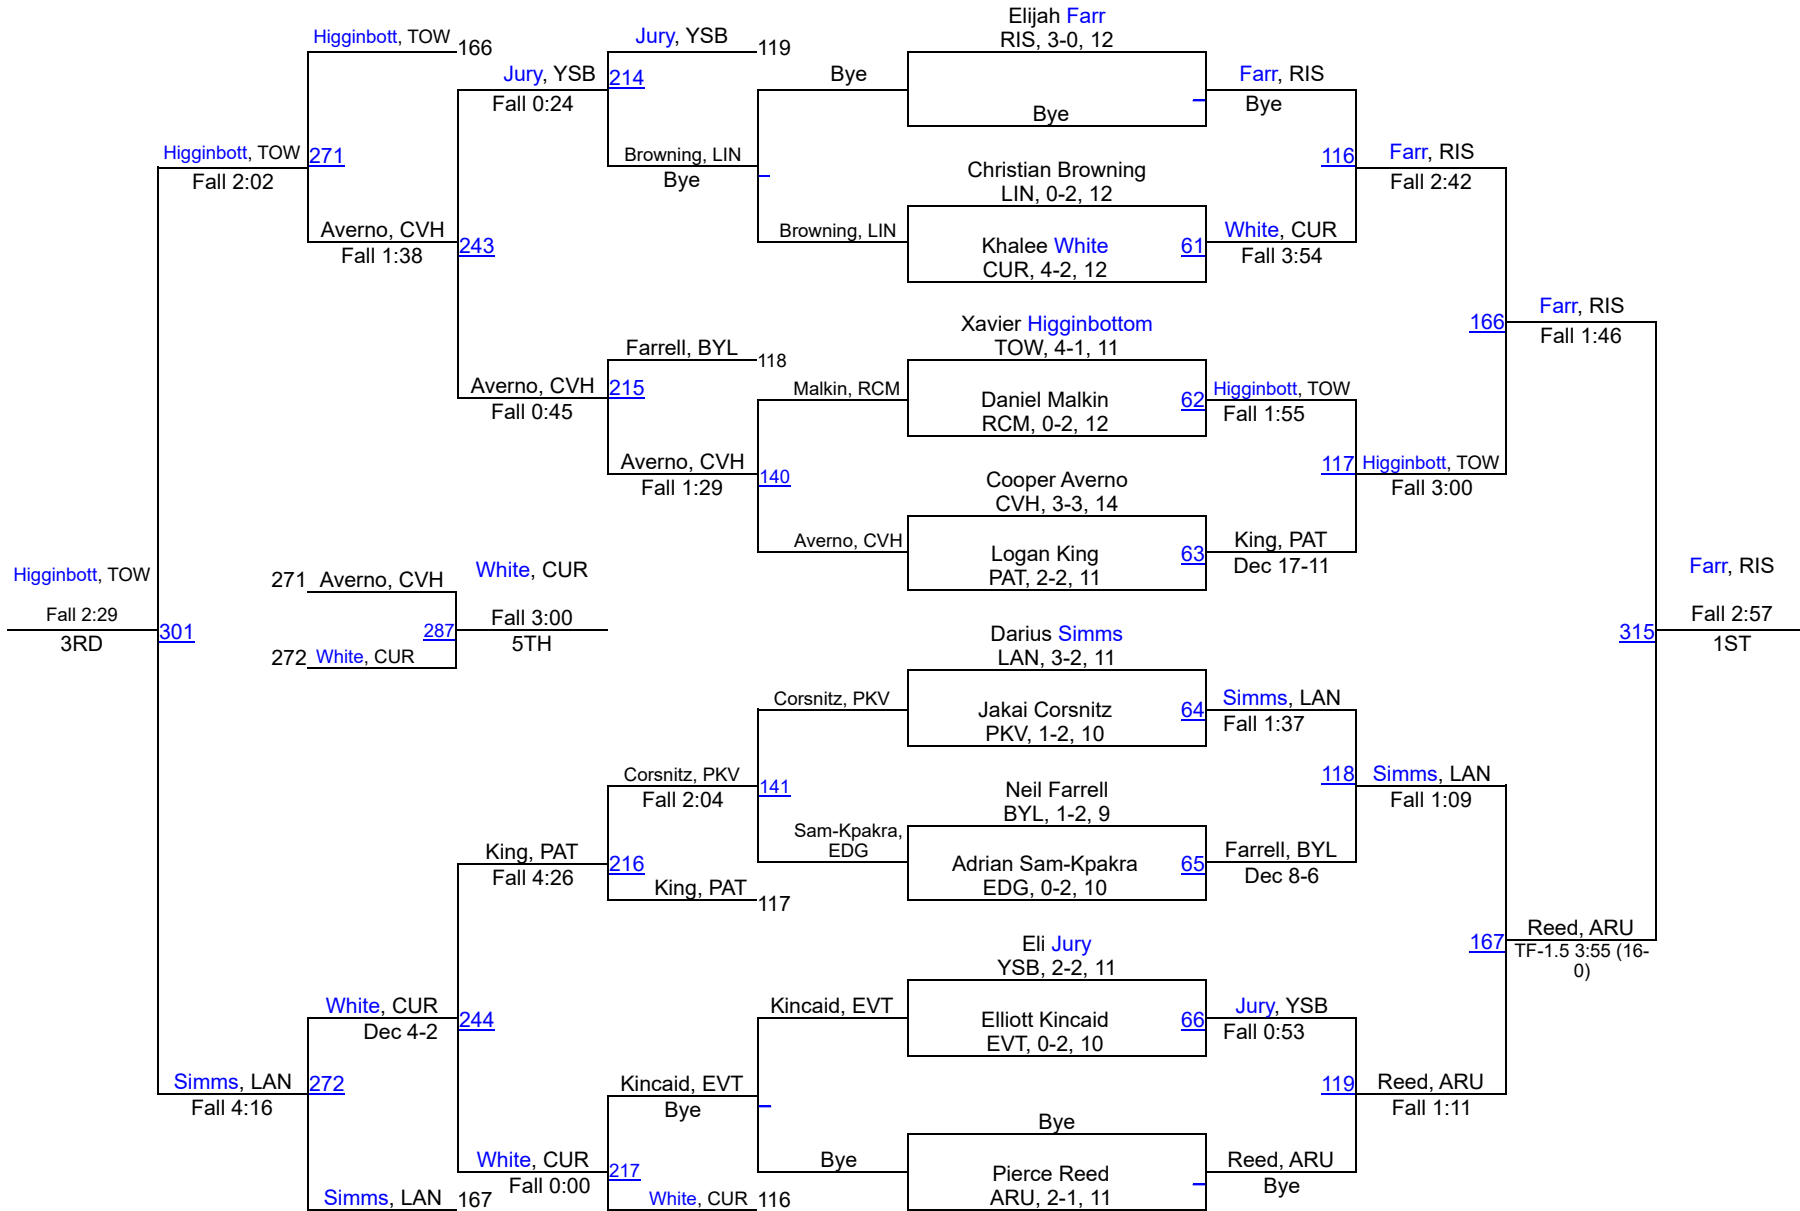 Higginbott, TOW
166
Higginbott, TOW
271
Fall 2:02
Averno, CVH
Fall 1:38
Jury, YSB
Fall 0:24
243
Jury, YSB
119
214
Browning, LIN
Bye
Bye
Browning, LIN
Farrell, BYL
118
Averno, CVH
215
Fall 0:45
Averno, CVH
Fall 1:29
140
Malkin, RCM
Averno, CVH
Higginbott, TOW
Fall 2:29
3RD
301
271
Averno, CVH
272
White, CUR
287
White, CUR
Fall 3:00
5TH
Corsnitz, PKV
Corsnitz, PKV
Fall 2:04
141
Sam-Kpakra,
EDG
King, PAT
Fall 4:26
216
King, PAT
117
White, CUR
Dec 4-2
244
Simms, LAN
Fall 4:16
272
Simms, LAN
167
Kincaid, EVT
Kincaid, EVT
Bye
Bye
White, CUR
Fall 0:00
217
White, CUR
116
Elijah Farr
RIS, 3-0, 12
Bye
Farr, RIS
Bye
Christian Browning
LIN, 0-2, 12
Khalee White
CUR, 4-2, 12
61
White, CUR
Fall 3:54
116
Farr, RIS
Fall 2:42
Xavier Higginbottom
TOW, 4-1, 11
Daniel Malkin
RCM, 0-2, 12
62
Higginbott, TOW
Fall 1:55
Cooper Averno
CVH, 3-3, 14
Logan King
PAT, 2-2, 11
63
King, PAT
Dec 17-11
117
Higginbott, TOW
Fall 3:00
166
Farr, RIS
Fall 1:46
Darius Simms
LAN, 3-2, 11
Jakai Corsnitz
PKV, 1-2, 10
64
Simms, LAN
Fall 1:37
Neil Farrell
BYL, 1-2, 9
Adrian Sam-Kpakra
EDG, 0-2, 10
65
Farrell, BYL
Dec 8-6
118
Simms, LAN
Fall 1:09
Eli Jury
YSB, 2-2, 11
Elliott Kincaid
EVT, 0-2, 10
66
Jury, YSB
Fall 0:53
Bye
Pierce Reed
ARU, 2-1, 11
Reed, ARU
Bye
119
Reed, ARU
Fall 1:11
167
Reed, ARU
TF-1.5 3:55 (16-
0)
315
Farr, RIS
Fall 2:57
1ST